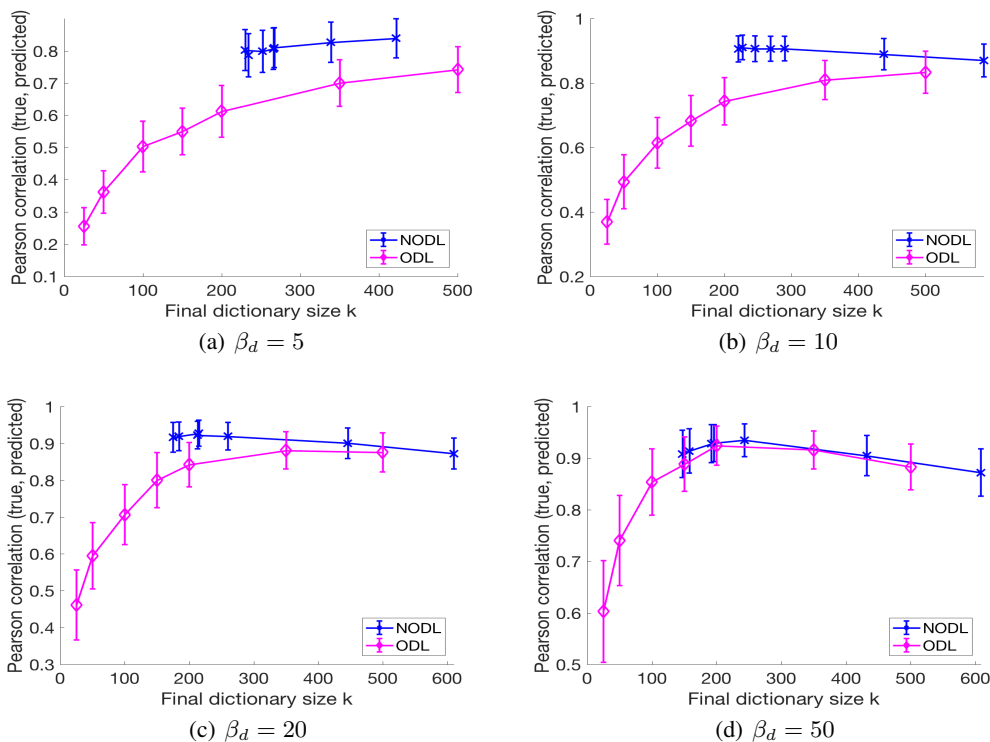 Pearson correlation (true, predicted)
0.8
0.7
0.6
0.5
0.4
0.3
0.2
0.1
0 100 200 300 400 500
Final dictionary size k
NODL
ODL
(a) β_d = 5
Pearson correlation (true, predicted)
1
0.8
0.6
0.4
0.2
0 100 200 300 400 500
Final dictionary size k
NODL
ODL
(b) β_d = 10
Pearson correlation (true, predicted)
1
0.9
0.8
0.7
0.6
0.5
0.4
0.3
0 100 200 300 400 500 600
Final dictionary size k
NODL
ODL
(c) β_d = 20
Pearson correlation (true, predicted)
1
0.9
0.8
0.7
0.6
0.5
0 100 200 300 400 500 600
Final dictionary size k
NODL
ODL
(d) β_d = 50